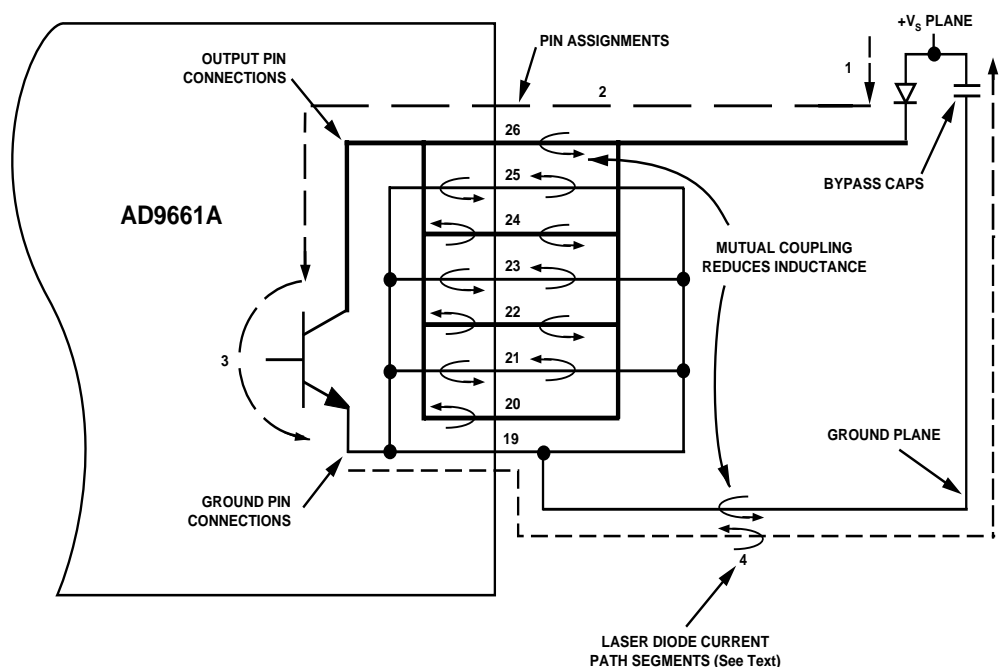 +VS PLANE
PIN ASSIGNMENTS
OUTPUT PIN
CONNECTIONS
1
2
26
BYPASS CAPS
25
AD9661A
24
MUTUAL COUPLING
REDUCES INDUCTANCE
23
22
3
21
20
19
GROUND PLANE
GROUND PIN
CONNECTIONS
4
LASER DIODE CURRENT
PATH SEGMENTS (See Text)